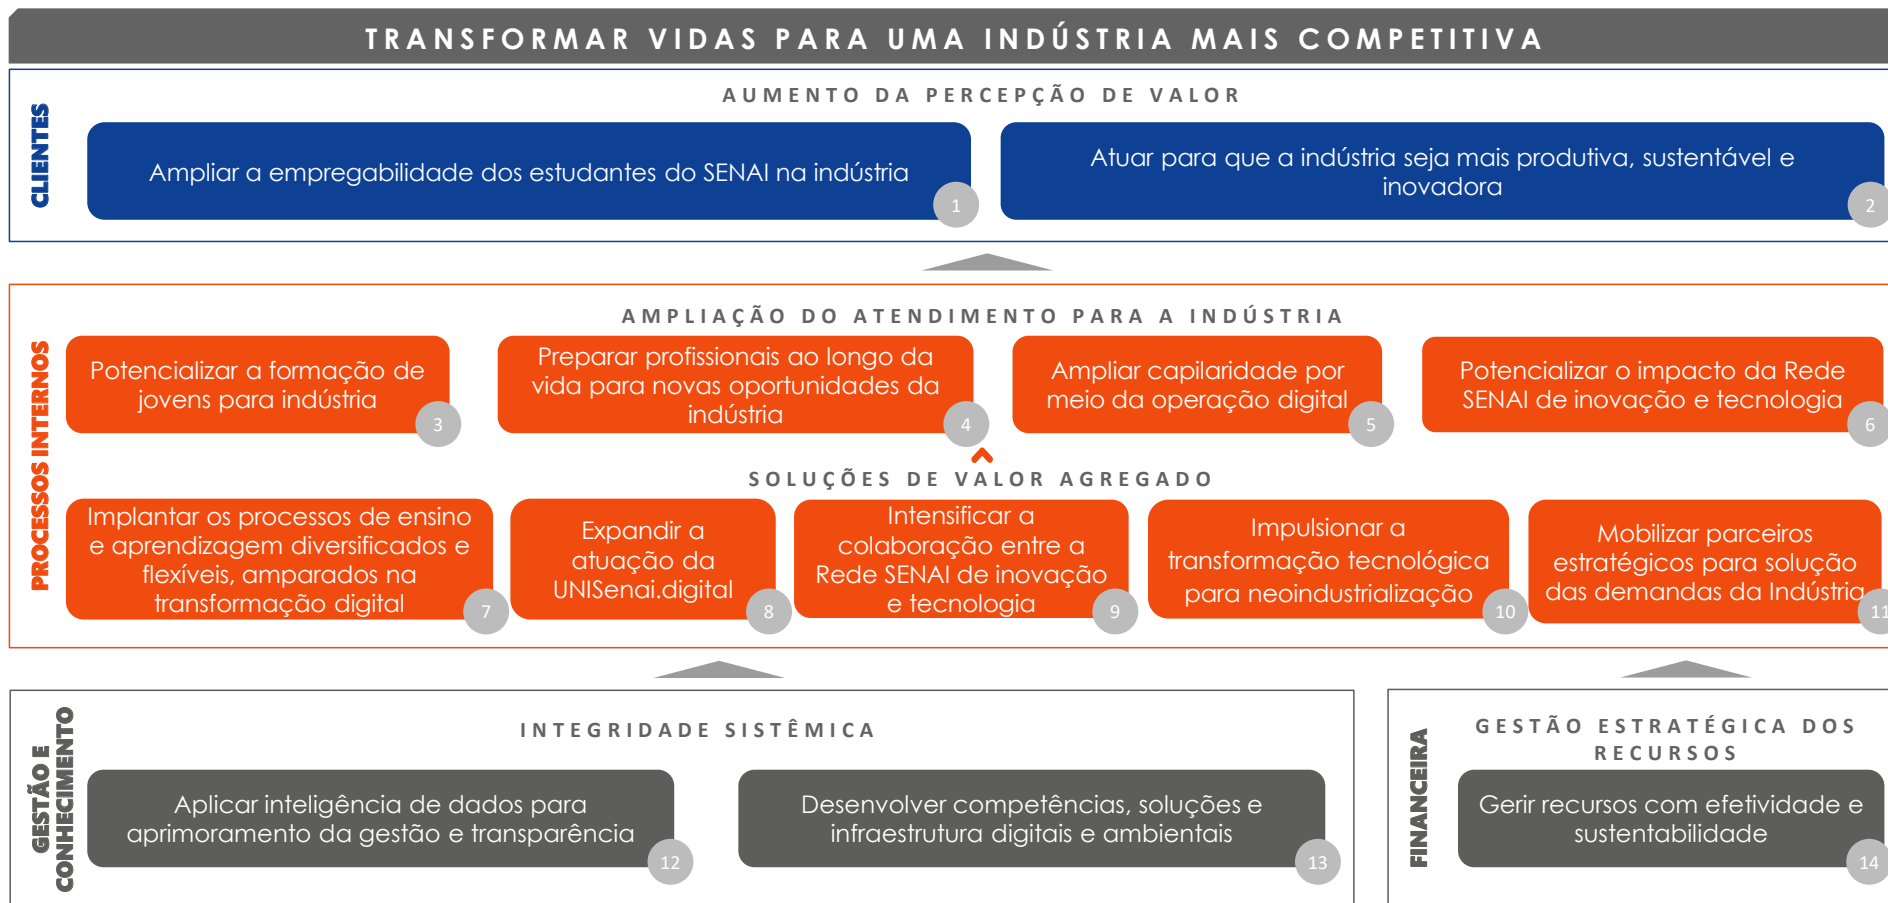 TRANSFORMAR VIDAS PARA UMA INDÚSTRIA MAIS COMPETITIVA
CLIENTES
AUMENTO DA PERCEPÇÃO DE VALOR
Ampliar a empregabilidade dos estudantes do SENAI na indústria
1
Atuar para que a indústria seja mais produtiva, sustentável e
inovadora
2
PROCESSOS INTERNOS
AMPLIAÇÃO DO ATENDIMENTO PARA A INDÚSTRIA
Potencializar a formação de
jovens para indústria
3
Preparar profissionais ao longo da
vida para novas oportunidades da
indústria
4
Ampliar capilaridade por
meio da operação digital
5
Potencializar o impacto da Rede
SENAI de inovação e tecnologia
6
SOLUÇÕES DE VALOR AGREGADO
Implantar os processos de ensino
e aprendizagem diversificados e
flexíveis, amparados na
transformação digital
7
Expandir a
atuação da
UNISenai.digital
8
Intensificar a
colaboração entre a
Rede SENAI de inovação
e tecnologia
9
Impulsionar a
transformação tecnológica
para neoindustrialização
10
Mobilizar parceiros
estratégicos para solução
das demandas da Indústria
11
GESTÃO E
CONHECIMENTO
INTEGRIDADE SISTÊMICA
Aplicar inteligência de dados para
aprimoramento da gestão e transparência
12
Desenvolver competências, soluções e
infraestrutura digitais e ambientais
13
FINANCEIRA
GESTÃO ESTRATÉGICA DOS
RECURSOS
Gerir recursos com efetividade e
sustentabilidade
14